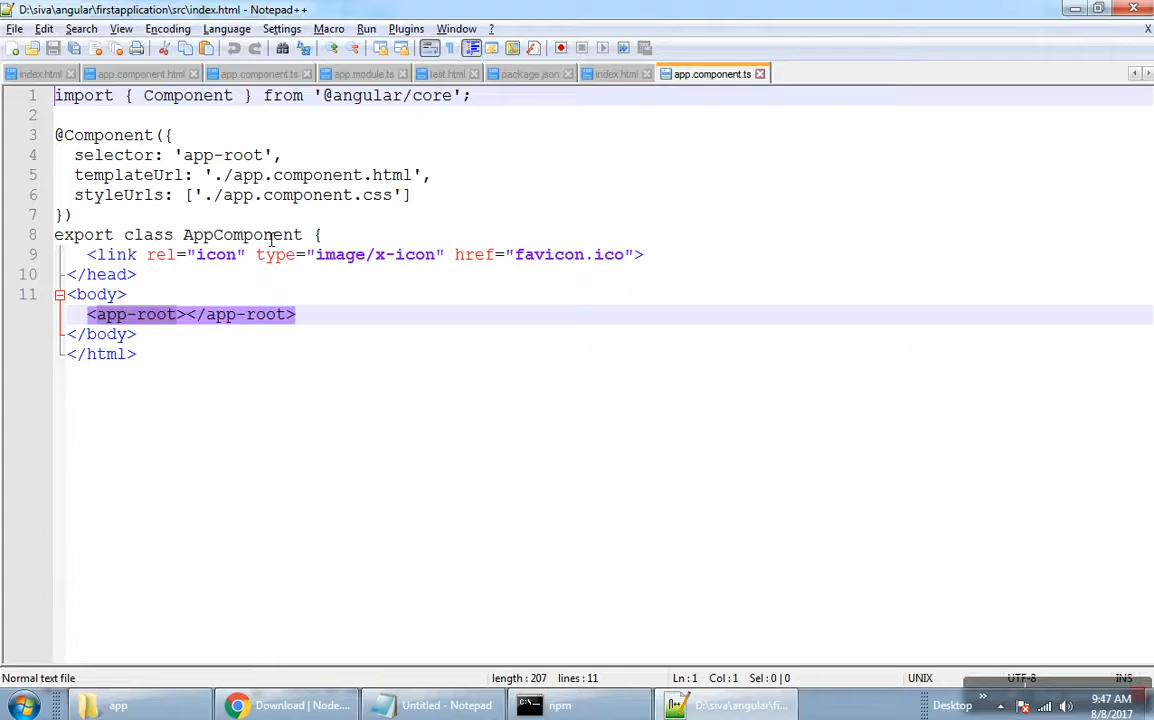 D:\siva\angular\firstapplication\src\index.html - Notepad++
File Edit Search View Encoding Language Settings Macro Run Plugins Window ? X
index.html app.component.html app.component.ts app.module.ts test.html package.json index.html app.component.ts
1 import { Component } from '@angular/core';
2
3 @Component({
4 selector: 'app-root',
5 templateUrl: './app.component.html',
6 styleUrls: ['./app.component.css']
7 })
8 export class AppComponent {
9 <link rel="icon" type="image/x-icon" href="favicon.ico">
10 </head>
11 <body>
<app-root></app-root>
</body>
</html>
Normal text file length : 207 lines : 11 Ln : 1 Col : 1 Sel : 0 | 0 UNIX UTF-8 INS
app Download | Node.... Untitled - Notepad npm D:\siva\angular\fi... Desktop 9:47 AM
8/8/2017